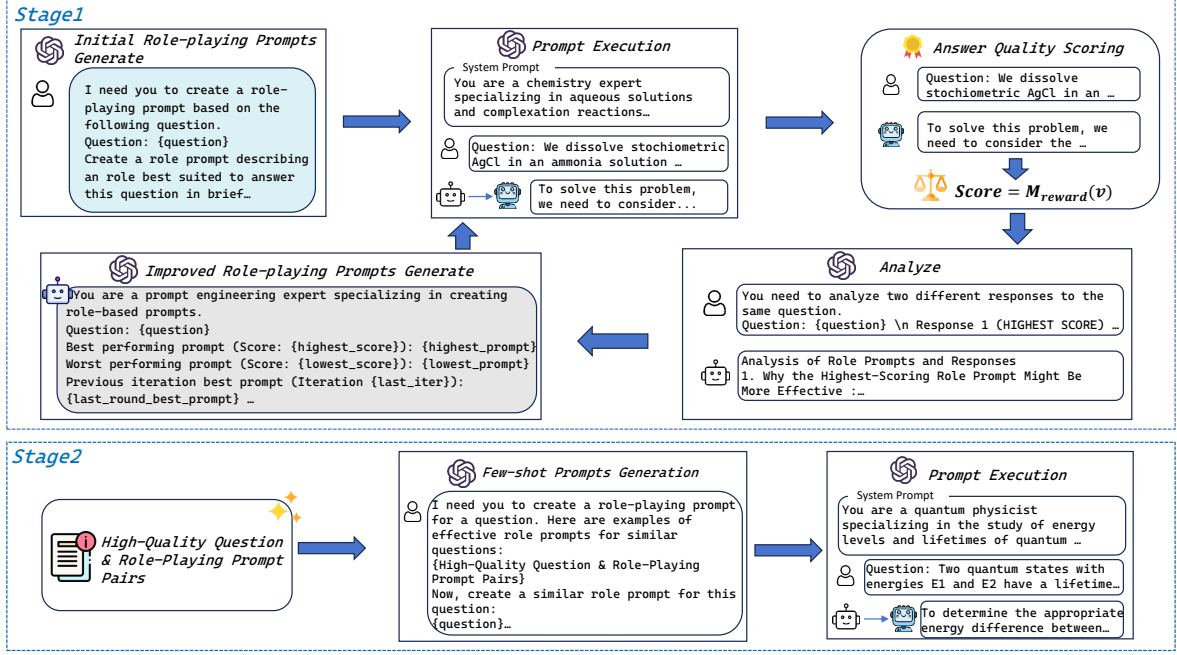 Stage1
Initial Role-playing Prompts
Generate
I need you to create a role-
playing prompt based on the
following question.
Question: {question}
Create a role prompt describing
an role best suited to answer
this question in brief…
Prompt Execution
System Prompt
You are a chemistry expert
specializing in aqueous solutions
and complexation reactions…
Question: We dissolve stochiometric
AgCl in an ammonia solution …
To solve this problem,
we need to consider...
Answer Quality Scoring
Question: We dissolve
stochiometric AgCl in an …
To solve this problem, we
need to consider the …
Score = M_reward(v)
Improved Role-playing Prompts Generate
You are a prompt engineering expert specializing in creating
role-based prompts.
Question: {question}
Best performing prompt (Score: {highest_score}): {highest_prompt}
Worst performing prompt (Score: {lowest_score}): {lowest_prompt}
Previous iteration best prompt (Iteration {last_iter}):
{last_round_best_prompt} …
Analyze
You need to analyze two different responses to the
same question.
Question: {question} \n Response 1 (HIGHEST SCORE) …
Analysis of Role Prompts and Responses
1. Why the Highest-Scoring Role Prompt Might Be
More Effective :…
Stage2
High-Quality Question
& Role-Playing Prompt
Pairs
Few-shot Prompts Generation
I need you to create a role-playing prompt
for a question. Here are examples of
effective role prompts for similar
questions:
{High-Quality Question & Role-Playing
Prompt Pairs}
Now, create a similar role prompt for this
question:
{question}…
Prompt Execution
System Prompt
You are a quantum physicist
specializing in the study of energy
levels and lifetimes of quantum …
Question: Two quantum states with
energies E1 and E2 have a lifetime…
To determine the appropriate
energy difference between…